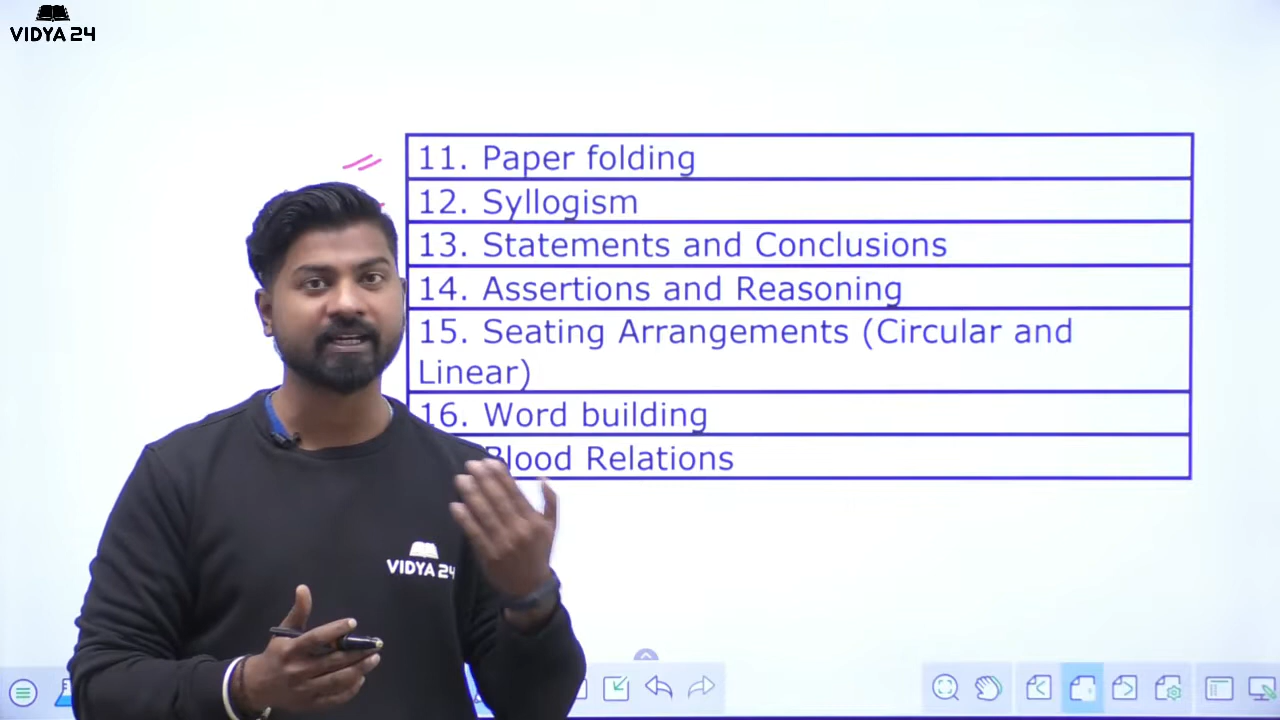 VIDYA 24
11. Paper folding
12. Syllogism
13. Statements and Conclusions
14. Assertions and Reasoning
15. Seating Arrangements (Circular and
Linear)
16. Word building
Blood Relations
VIDYA 24